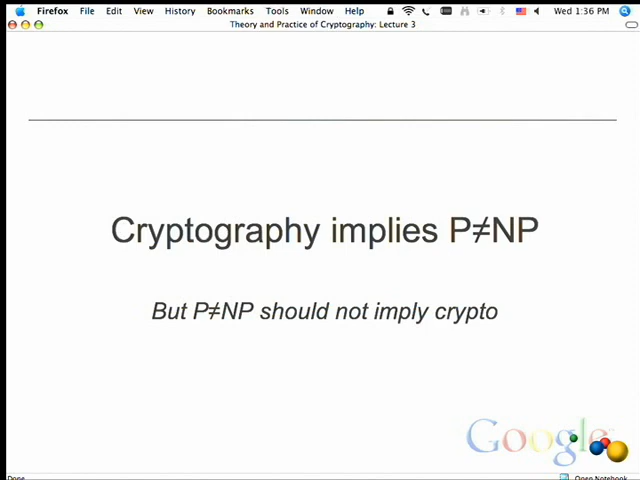 Firefox File Edit View History Bookmarks Tools Window Help Wed 1:36 PM
Theory and Practice of Cryptography: Lecture 3
Cryptography implies P≠NP
But P≠NP should not imply crypto
Google
Done Open Notebook